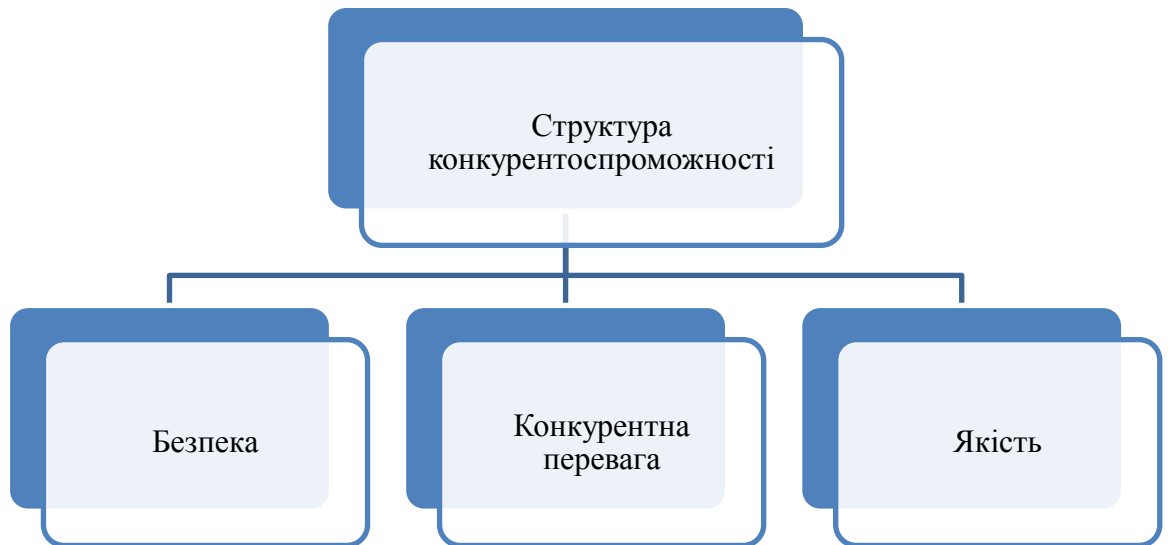 Структура
конкурентоспроможності
Безпека
Конкурентна
перевага
Якість